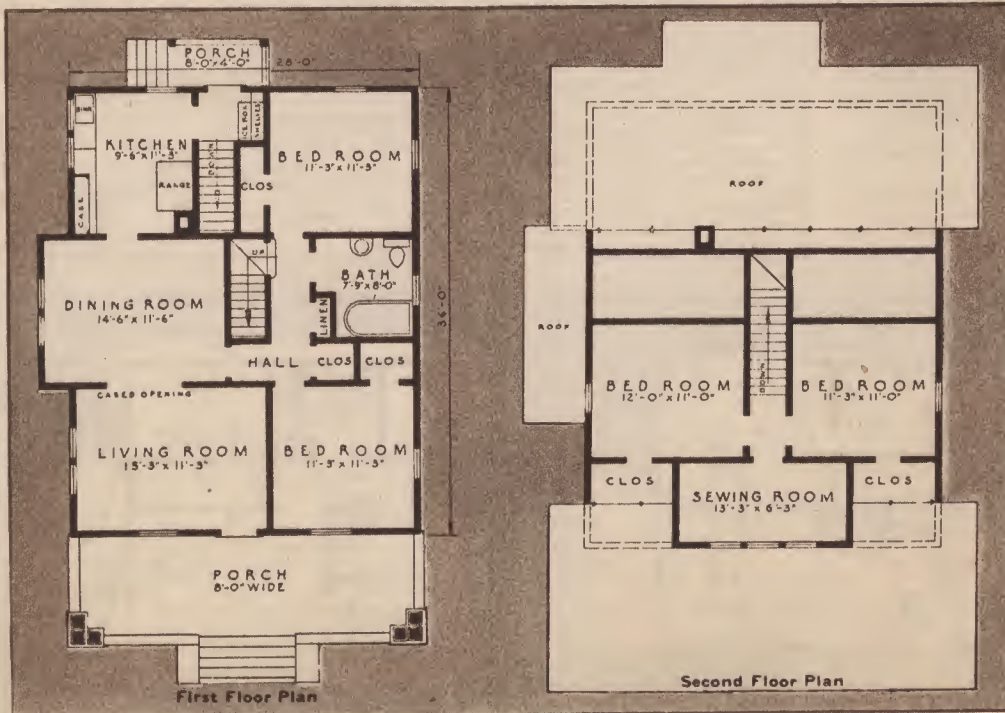 PORCH
8'-0"x4'-0"
28'-0"
SINK
KITCHEN
9'-6"x11'-3"
ICE BOX
SHELVES
DOWN
BED ROOM
11'-3"x11'-3"
RANGE
CLOS
CASE
UP
BATH
7'-9"x8'-0"
DINING ROOM
14'-6"x11'-6"
LINEN
36'-0"
HALL
CLOS
CLOS
CASED OPENING
LIVING ROOM
15'-3"x11'-3"
BED ROOM
11'-3"x11'-3"
PORCH
8'-0" WIDE
First Floor Plan
ROOF
ROOF
BED ROOM
12'-0"x11'-0"
DOWN
BED ROOM
11'-3"x11'-0"
CLOS
CLOS
SEWING ROOM
13'-3"x6'-3"
Second Floor Plan